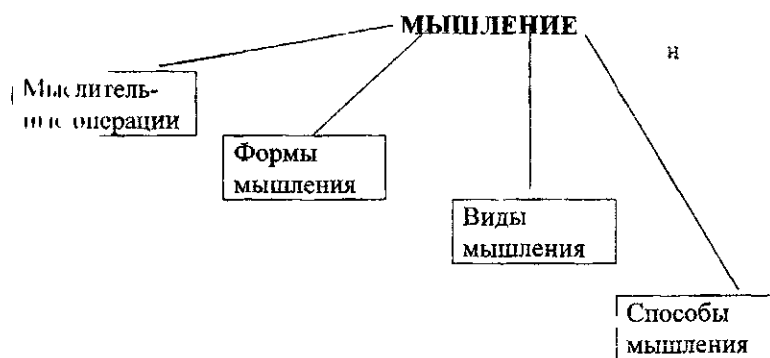 МЫШЛЕНИЕ
и
Мыслитель-
ные операции
Формы
мышления
Виды
мышления
Способы
мышления